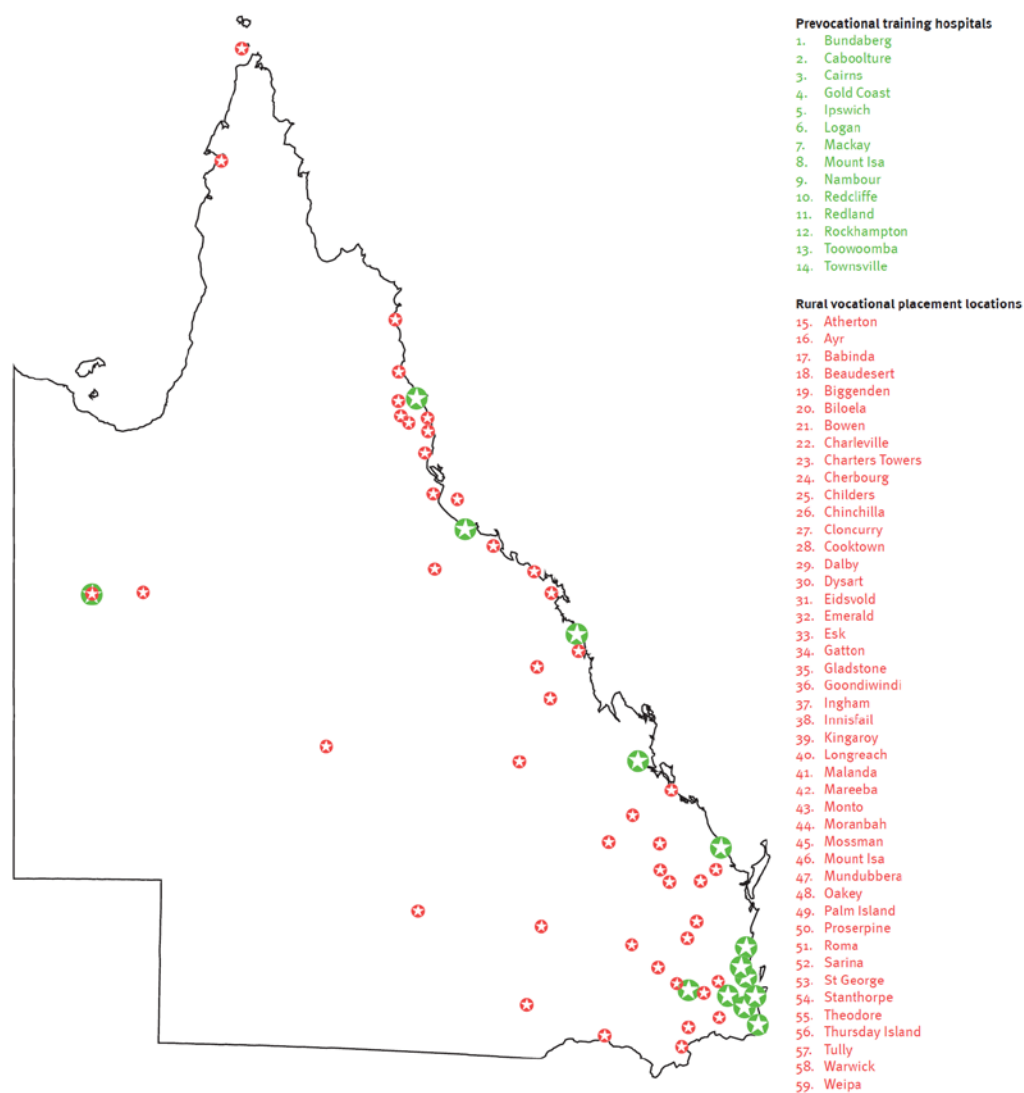 Prevocational training hospitals
1. Bundaberg
2. Caboolture
3. Cairns
4. Gold Coast
5. Ipswich
6. Logan
7. Mackay
8. Mount Isa
9. Nambour
10. Redcliffe
11. Redland
12. Rockhampton
13. Toowoomba
14. Townsville
Rural vocational placement locations
15. Atherton
16. Ayr
17. Babinda
18. Beaudesert
19. Biggenden
20. Biloela
21. Bowen
22. Charleville
23. Charters Towers
24. Cherbourg
25. Childers
26. Chinchilla
27. Cloncurry
28. Cooktown
29. Dalby
30. Dysart
31. Eidsvold
32. Emerald
33. Esk
34. Gatton
35. Gladstone
36. Goondiwindi
37. Ingham
38. Innisfail
39. Kingaroy
40. Longreach
41. Malanda
42. Mareeba
43. Monto
44. Moranbah
45. Mossman
46. Mount Isa
47. Mundubbera
48. Oakey
49. Palm Island
50. Proserpine
51. Roma
52. Sarina
53. St George
54. Stanthorpe
55. Theodore
56. Thursday Island
57. Tully
58. Warwick
59. Weipa